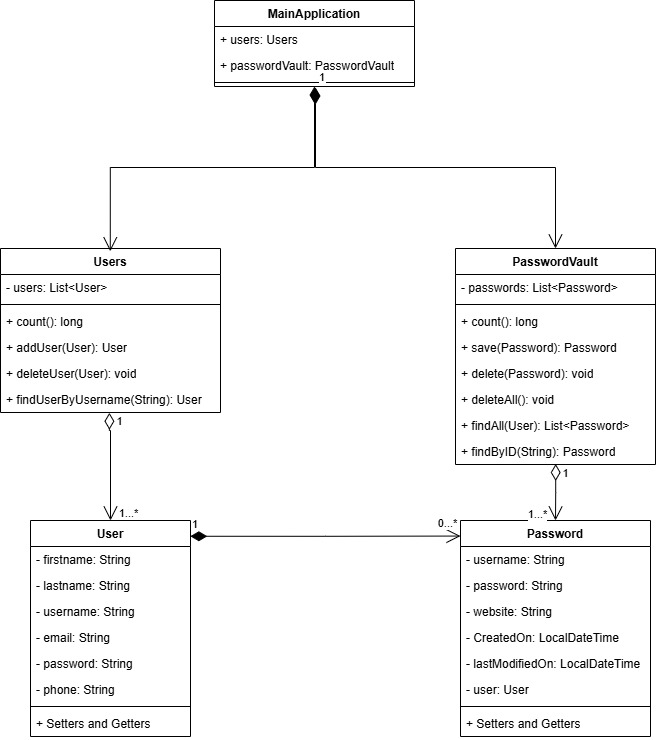 MainApplication
+ users: Users
+ passwordVault: PasswordVault
1
Users
- users: List<User>
+ count(): long
+ addUser(User): User
+ deleteUser(User): void
+ findUserByUsername(String): User
1
PasswordVault
- passwords: List<Password>
+ count(): long
+ save(Password): Password
+ delete(Password): void
+ deleteAll(): void
+ findAll(User): List<Password>
+ findByID(String): Password
1
1...*
User
- firstname: String
- lastname: String
- username: String
- email: String
- password: String
- phone: String
+ Setters and Getters
1
0...*
1...*
Password
- username: String
- password: String
- website: String
- CreatedOn: LocalDateTime
- lastModifiedOn: LocalDateTime
- user: User
+ Setters and Getters